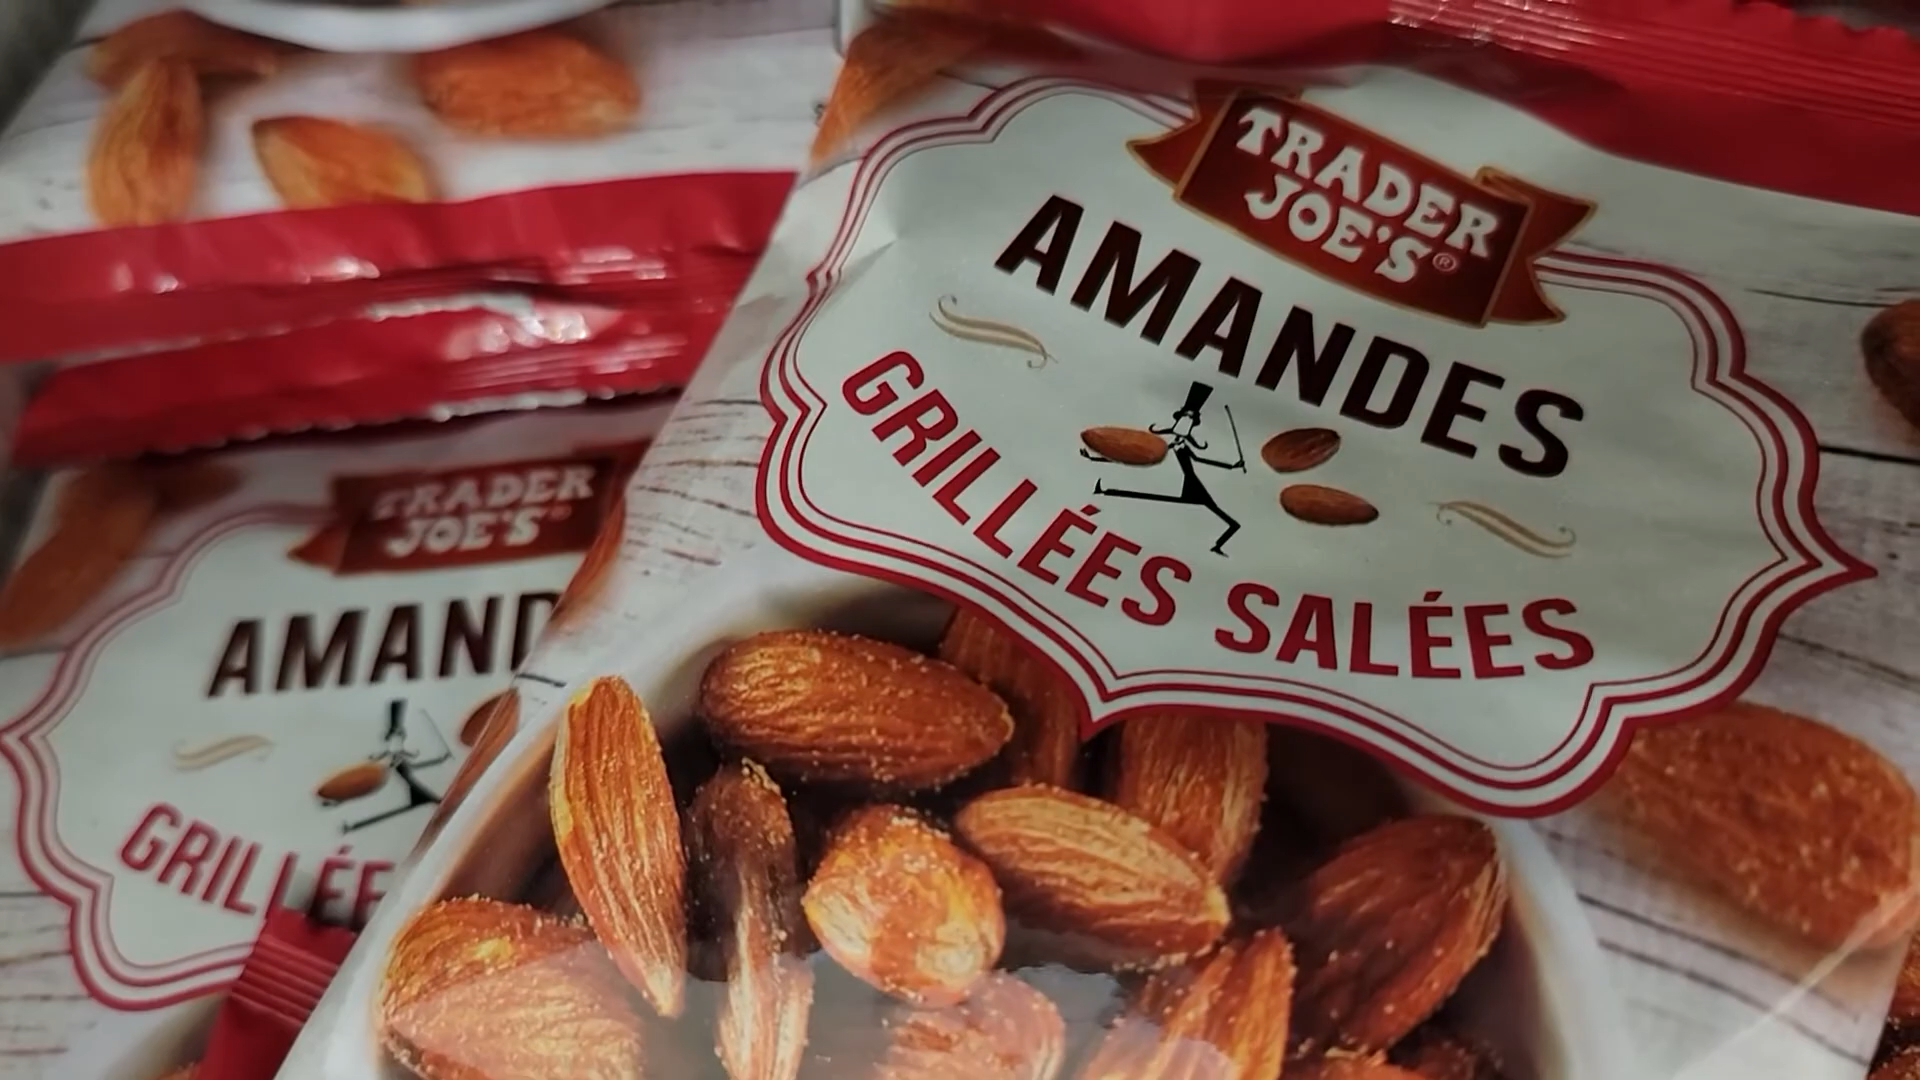 TRADER
JOE'S®
AMANDES
GRILLÉES SALÉES
TRADER
JOE'S®
AMAND
GRILLÉE